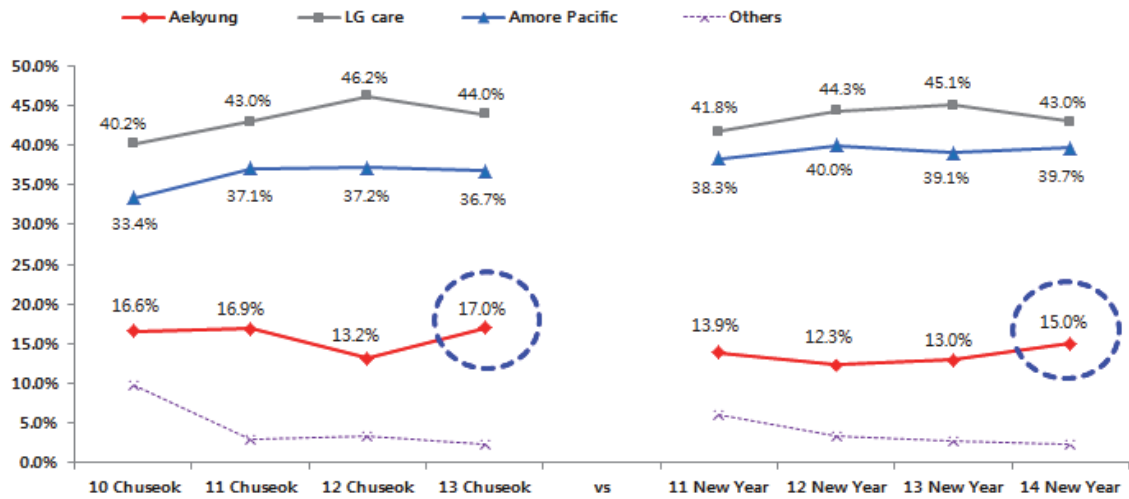 Aekyung LG care Amore Pacific Others
50.0%
45.0%
40.0%
35.0%
30.0%
25.0%
20.0%
15.0%
10.0%
5.0%
0.0%
40.2% 43.0% 46.2% 44.0% 41.8% 44.3% 45.1% 43.0%
33.4% 37.1% 37.2% 36.7% 38.3% 40.0% 39.1% 39.7%
16.6% 16.9% 13.2% 17.0% 13.9% 12.3% 13.0% 15.0%
10 Chuseok 11 Chuseok 12 Chuseok 13 Chuseok vs 11 New Year 12 New Year 13 New Year 14 New Year